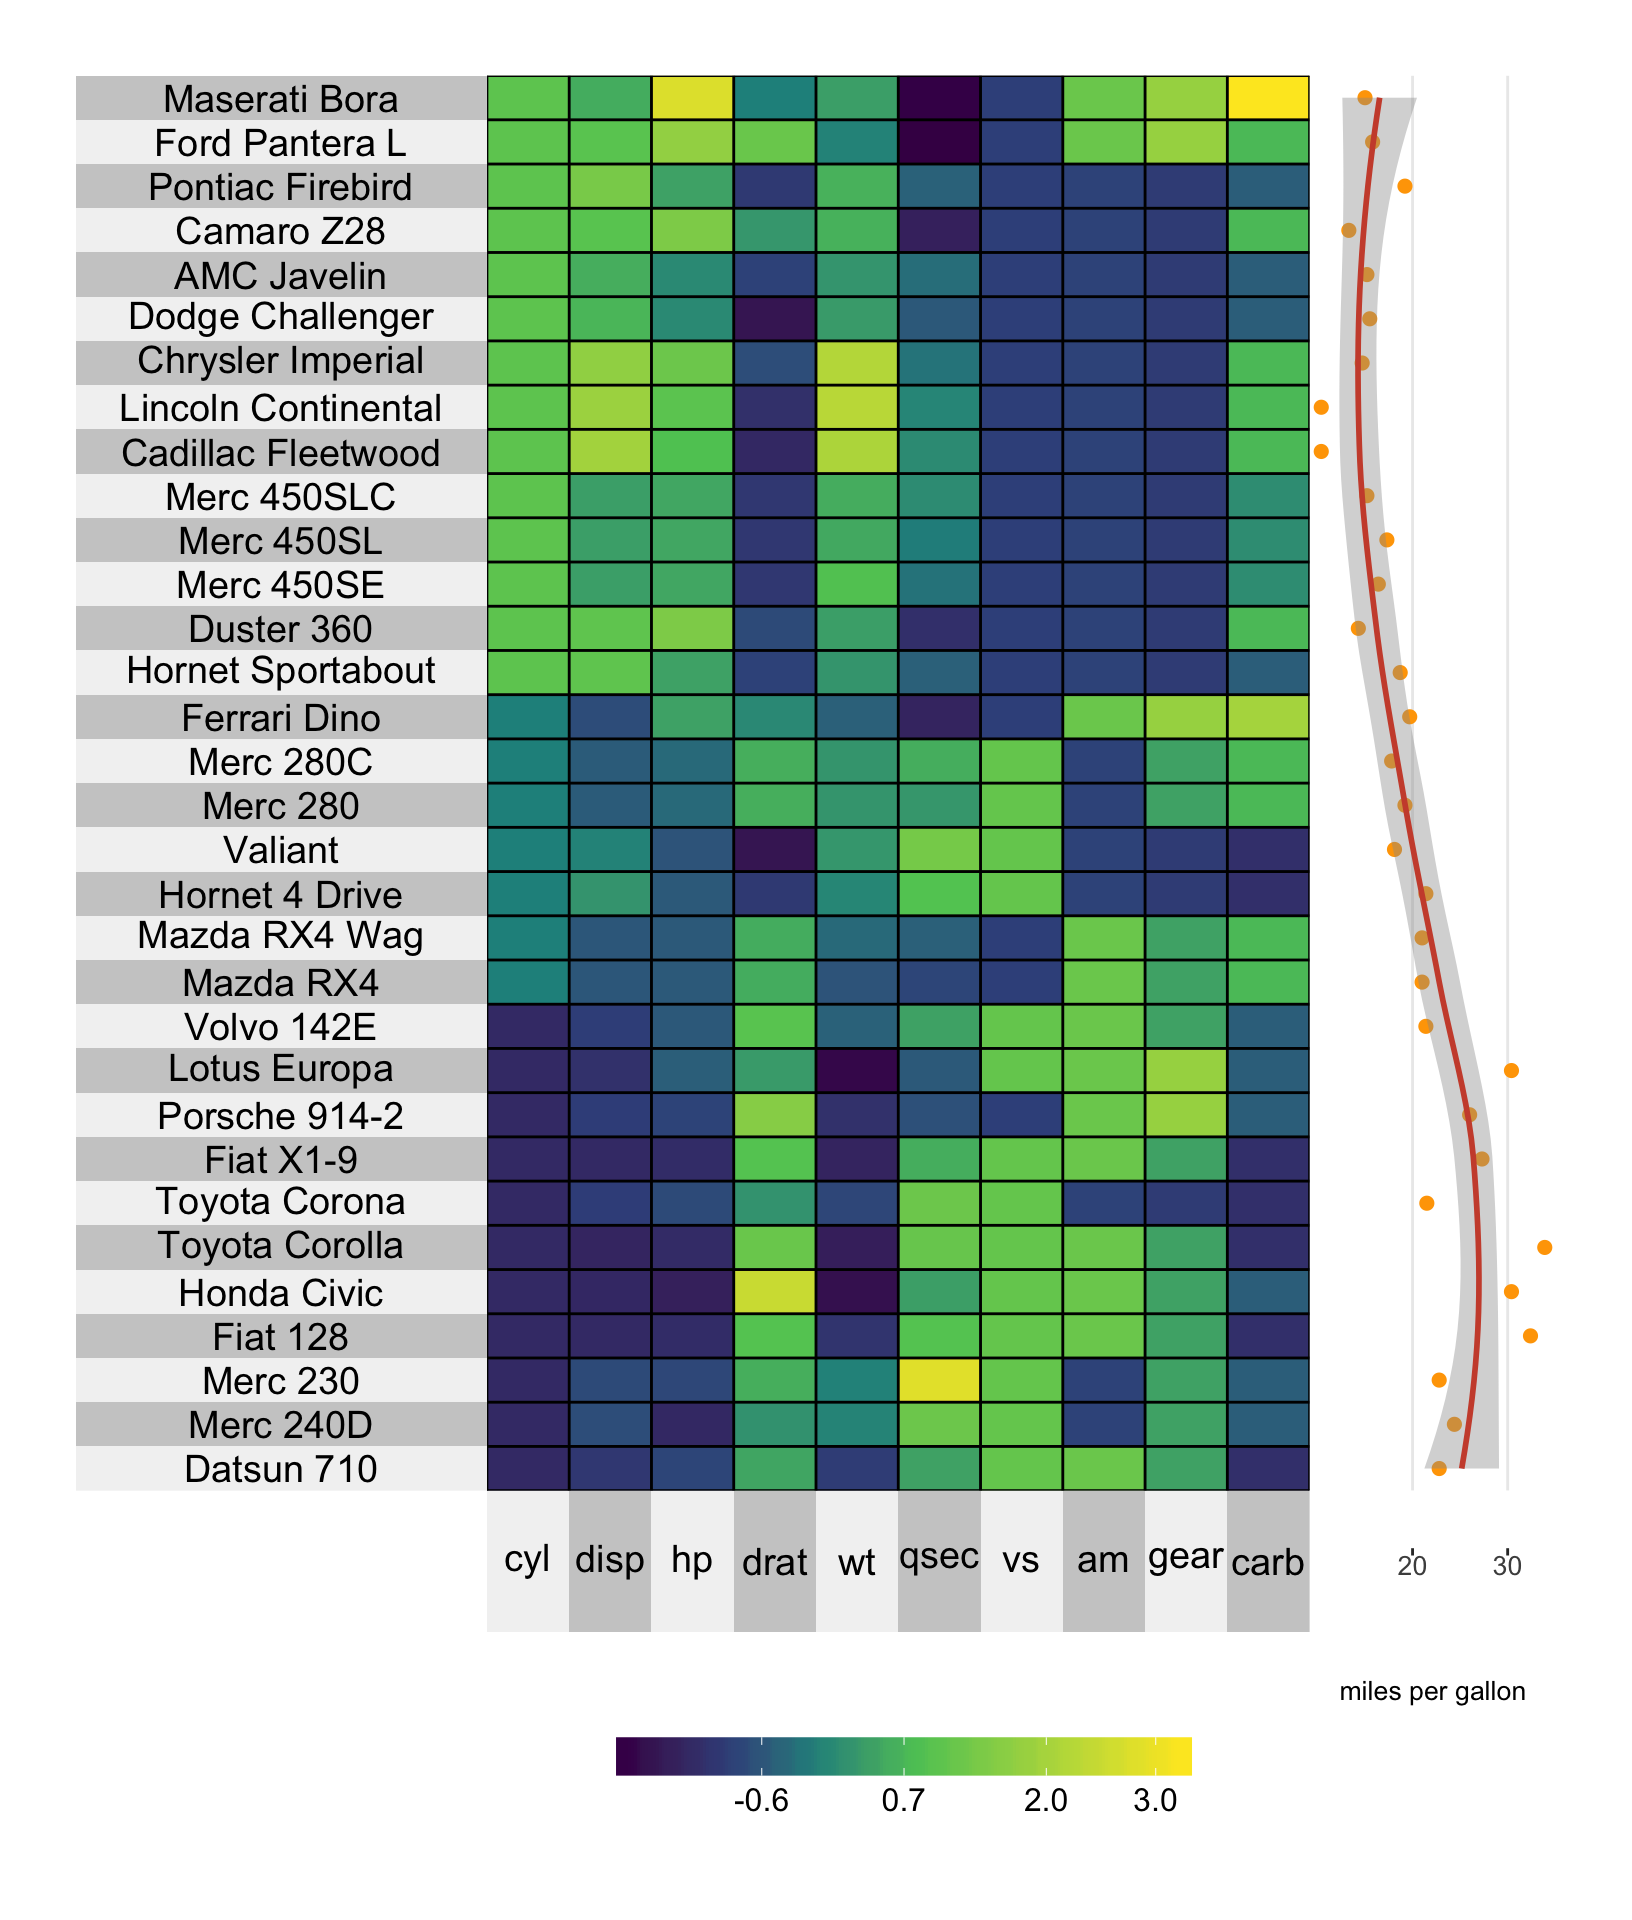 Maserati Bora
Ford Pantera L
Pontiac Firebird
Camaro Z28
AMC Javelin
Dodge Challenger
Chrysler Imperial
Lincoln Continental
Cadillac Fleetwood
Merc 450SLC
Merc 450SL
Merc 450SE
Duster 360
Hornet Sportabout
Ferrari Dino
Merc 280C
Merc 280
Valiant
Hornet 4 Drive
Mazda RX4 Wag
Mazda RX4
Volvo 142E
Lotus Europa
Porsche 914-2
Fiat X1-9
Toyota Corona
Toyota Corolla
Honda Civic
Fiat 128
Merc 230
Merc 240D
Datsun 710
cyl disp hp drat wt qsec vs am gear carb
20 30
miles per gallon
-0.6 0.7 2.0 3.0